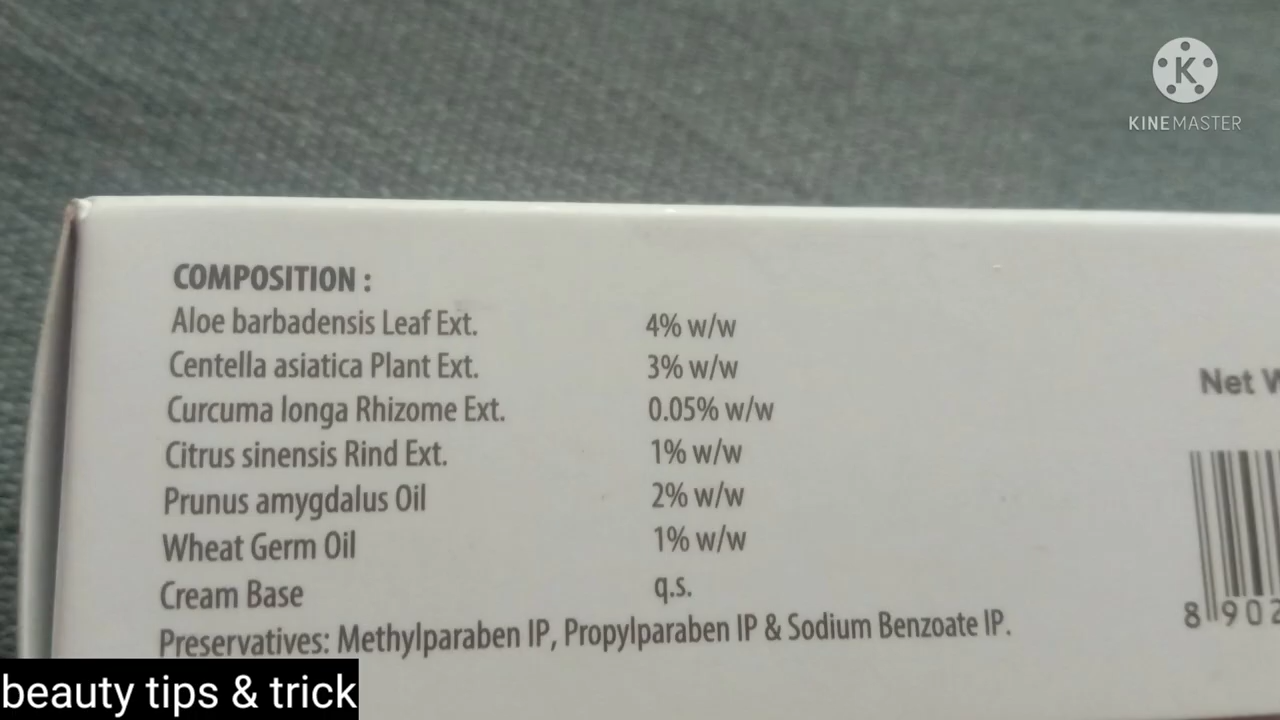 K
KINEMASTER
COMPOSITION :
Aloe barbadensis Leaf Ext. 4% w/w
Centella asiatica Plant Ext. 3% w/w
Curcuma longa Rhizome Ext. 0.05% w/w
Citrus sinensis Rind Ext. 1% w/w
Prunus amygdalus Oil 2% w/w
Wheat Germ Oil 1% w/w
Cream Base q.s.
Preservatives: Methylparaben IP, Propylparaben IP & Sodium Benzoate IP.
Net
8 902
beauty tips & trick